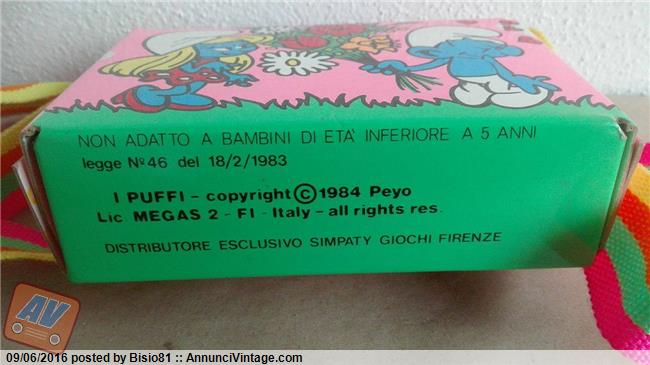 NON ADATTO A BAMBINI DI ETÀ INFERIORE A 5 ANNI
legge Nº46 del 18/2/1983
I PUFFI - copyright © 1984 Peyo
Lic. MEGAS 2 - FI - Italy - all rights res.
DISTRIBUTORE ESCLUSIVO SIMPATY GIOCHI FIRENZE
AV
09/06/2016 posted by Bisio81 :: AnnunciVintage.com